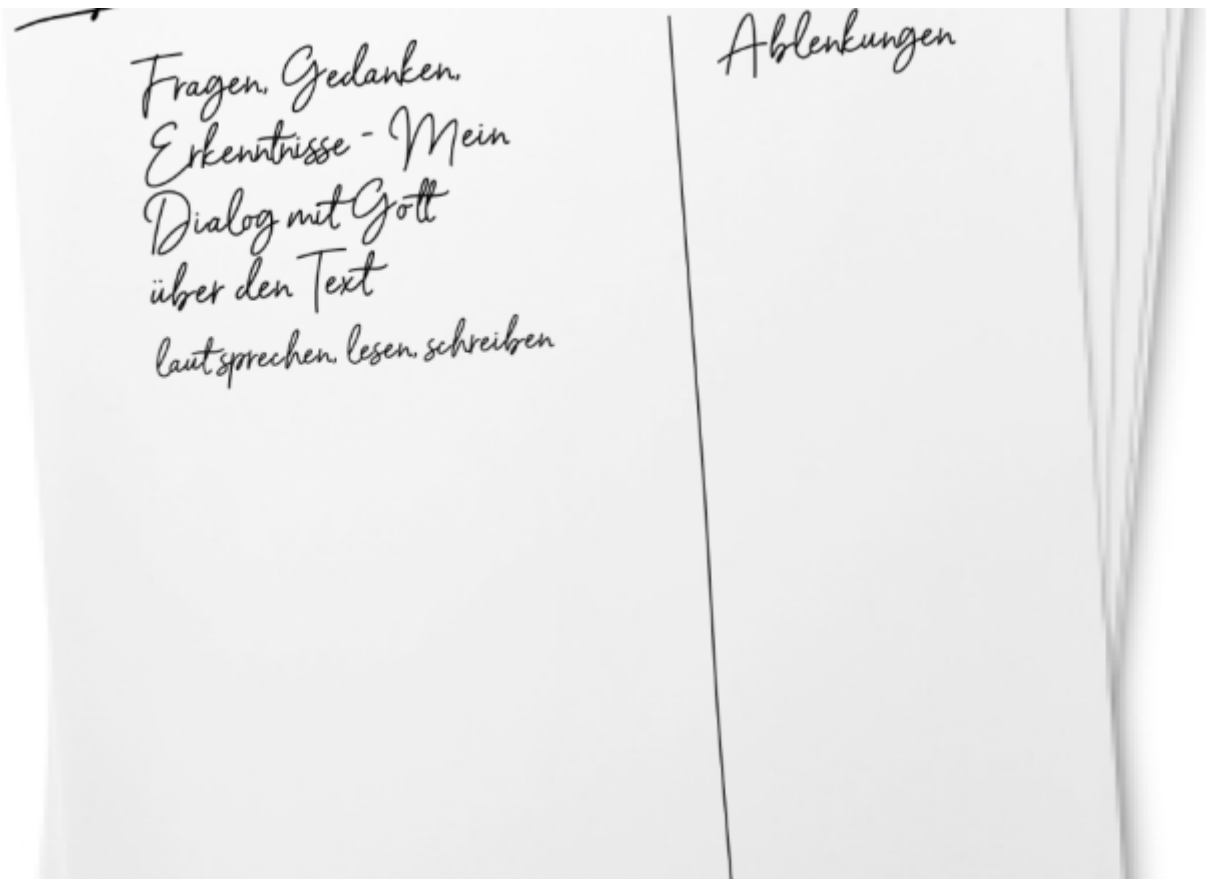 Fragen, Gedanken,
Erkenntnisse - Mein
Dialog mit Gott
über den Text
laut sprechen, lesen, schreiben
Ablenkungen